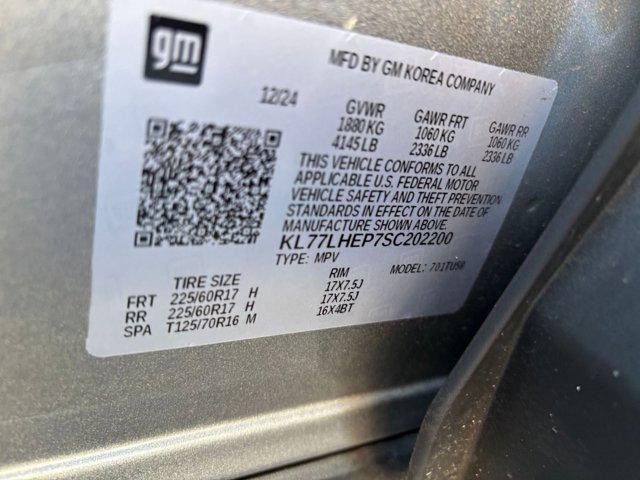 gm
MFD BY GM KOREA COMPANY
12/24
GVWR GAWR FRT GAWR RR
1880 KG 1060 KG 1060 KG
4145 LB 2336 LB 2336 LB
THIS VEHICLE CONFORMS TO ALL
APPLICABLE U.S. FEDERAL MOTOR
VEHICLE SAFETY AND THEFT PREVENTION
STANDARDS IN EFFECT ON THE DATE OF
MANUFACTURE SHOWN ABOVE.
KL77LHEP7SC202200
TYPE: MPV MODEL:
TIRE SIZE RIM
FRT 225/60R17 H 17X7.5J
RR 225/60R17 H 17X7.5J
SPA T125/70R16 M 16X4BT